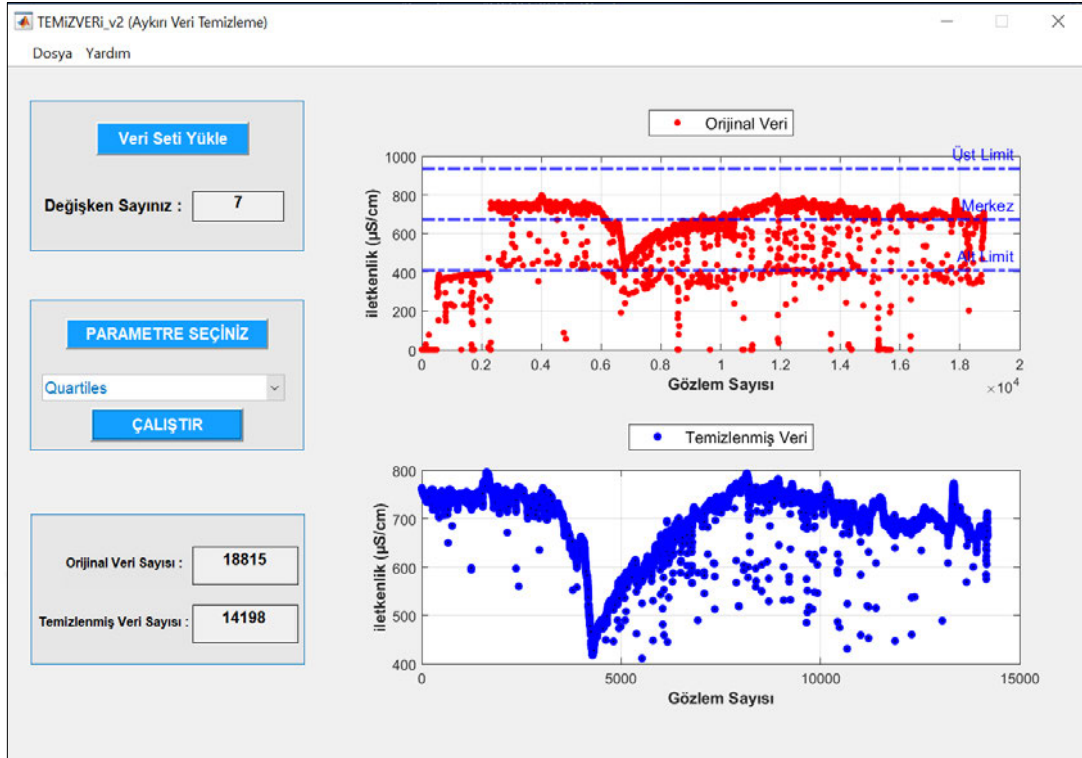 TEMiZVERi_v2 (Aykırı Veri Temizleme)
Dosya Yardım
Veri Seti Yükle
Değişken Sayınız : 7
PARAMETRE SEÇİNİZ
Quartiles
ÇALIŞTIR
Orijinal Veri Sayısı : 18815
Temizlenmiş Veri Sayısı : 14198
Orijinal Veri
1000
800
600
400
200
0
iletkenlik (µS/cm)
Üst Limit
Merkez
Alt Limit
0 0.2 0.4 0.6 0.8 1 1.2 1.4 1.6 1.8 2
×10⁴
Gözlem Sayısı
Temizlenmiş Veri
800
700
600
500
400
iletkenlik (µS/cm)
0 5000 10000 15000
Gözlem Sayısı